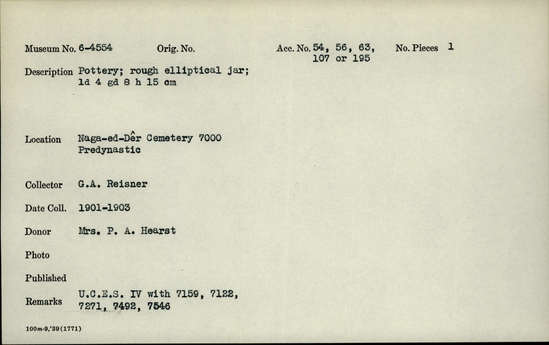 Museum No. 6-4554 Orig. No. Acc. No. 54, 56, 63, No. Pieces 1
107 or 195
Description Pottery; rough elliptical jar;
ld 4 gd 8 h 15 cm
Location Naga-ed-Dêr Cemetery 7000
Predynastic
Collector G.A. Reisner
Date Coll. 1901-1903
Donor Mrs. P. A. Hearst
Photo
Published
Remarks U.C.E.S. IV with 7159, 7122,
7271, 7492, 7546
100m-9,'39(1771)